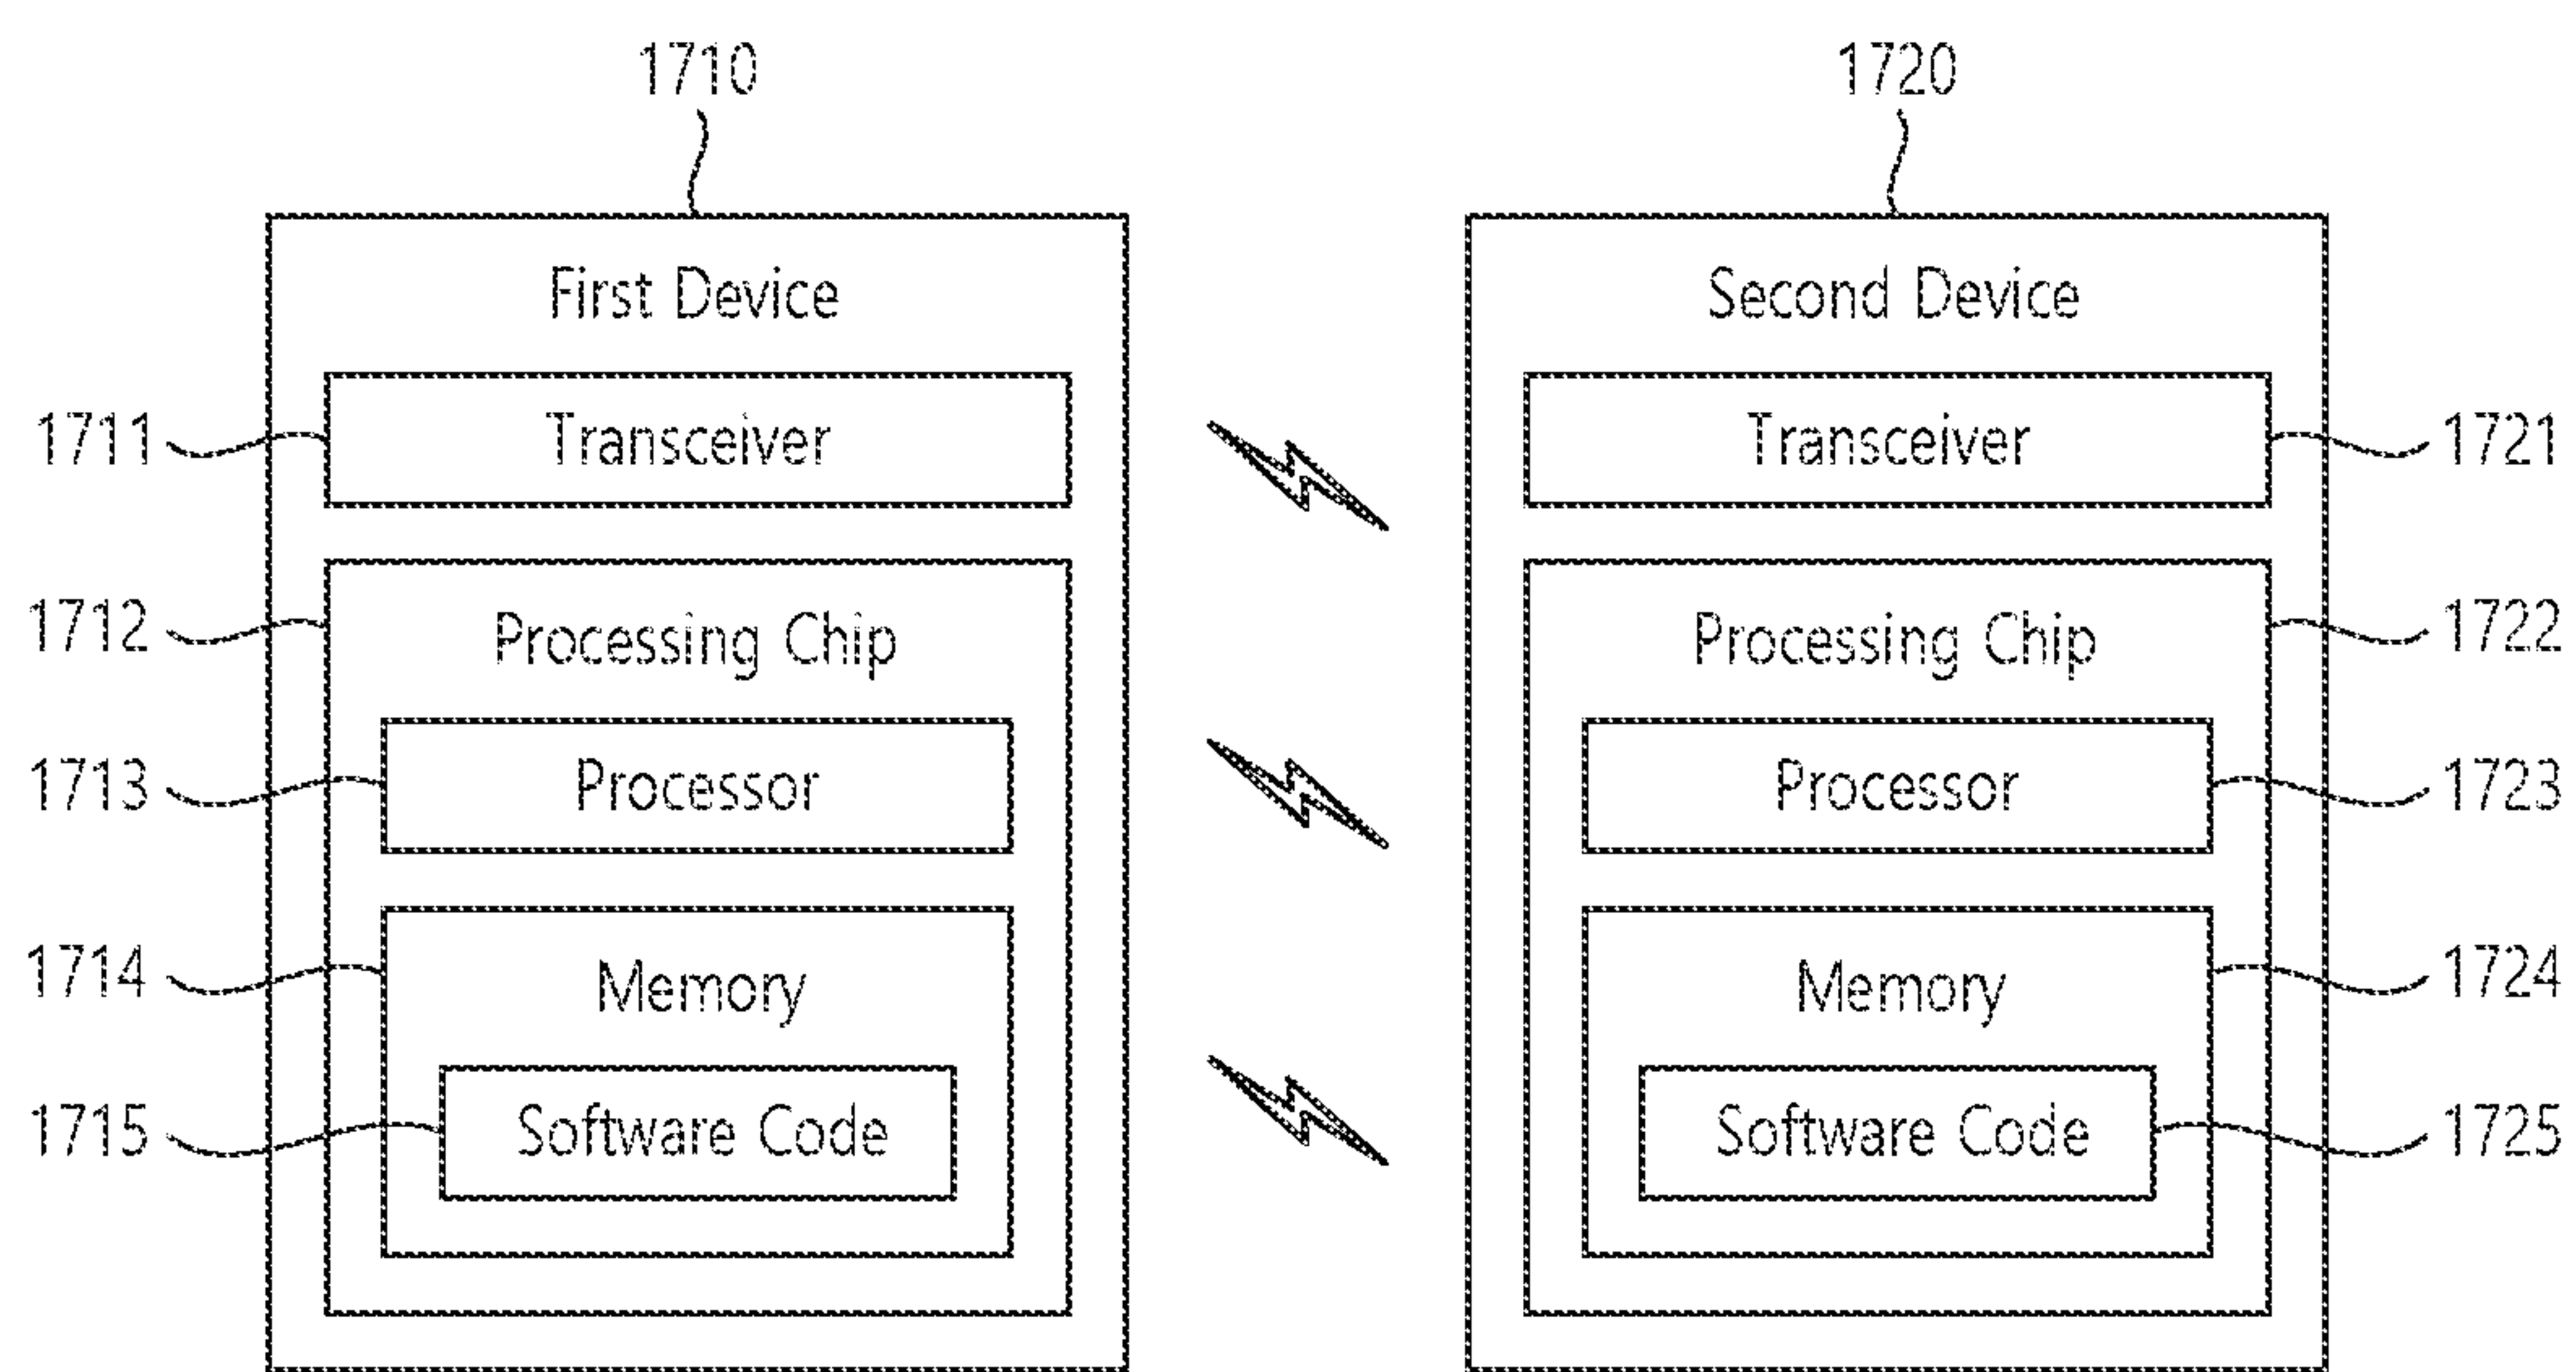 1710
1720
First Device
Second Device
1711
Transceiver
Transceiver
1721
1712
Processing Chip
Processing Chip
1722
1713
Processor
Processor
1723
1714
Memory
Memory
1724
1715
Software Code
Software Code
1725